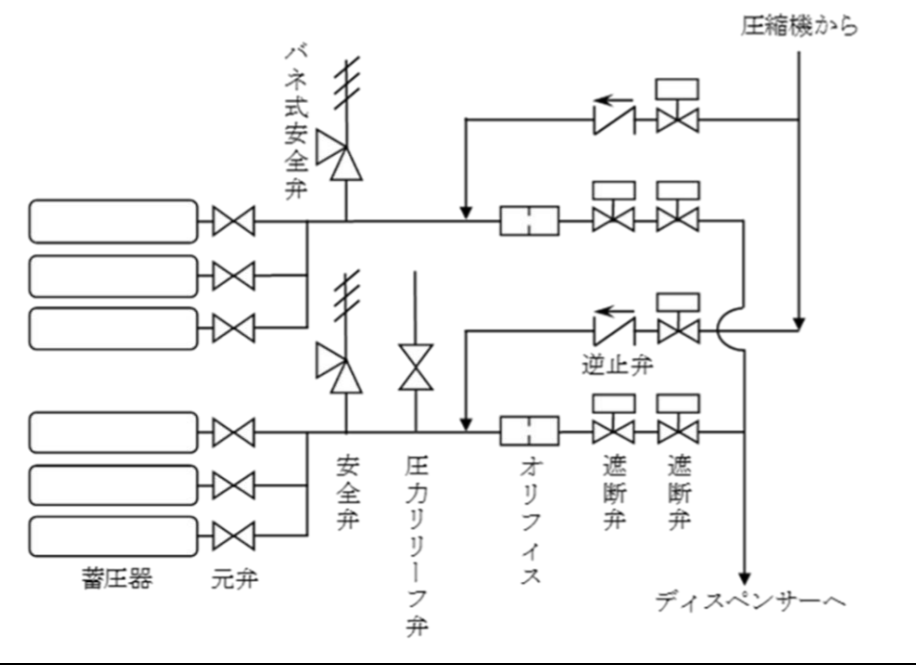 圧縮機から
バネ式安全弁
逆止弁
安全弁
圧力リリーフ弁
オリフィス
遮断弁
遮断弁
蓄圧器
元弁
ディスペンサーへ